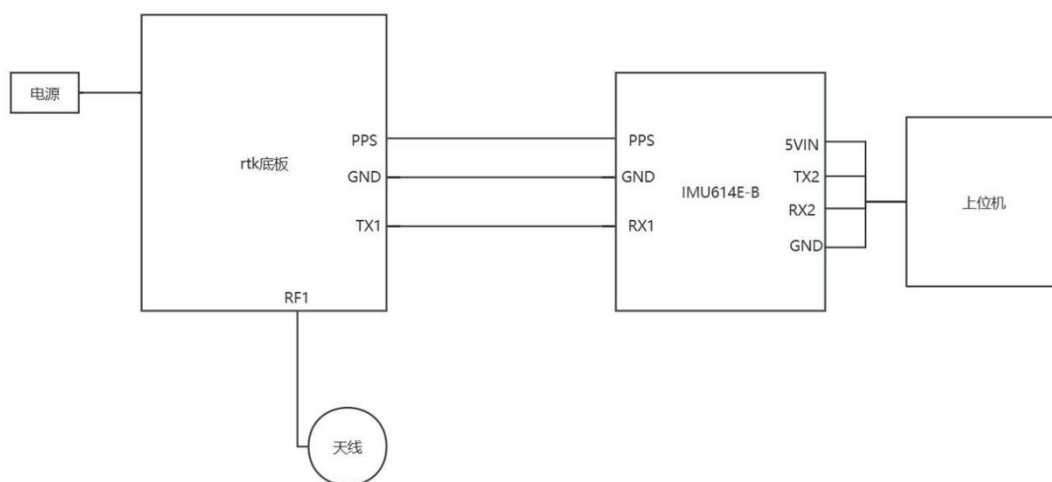 电源
rtk底板
PPS
GND
TX1
RF1
天线
PPS
GND
RX1
IMU614E-B
5VIN
TX2
RX2
GND
上位机